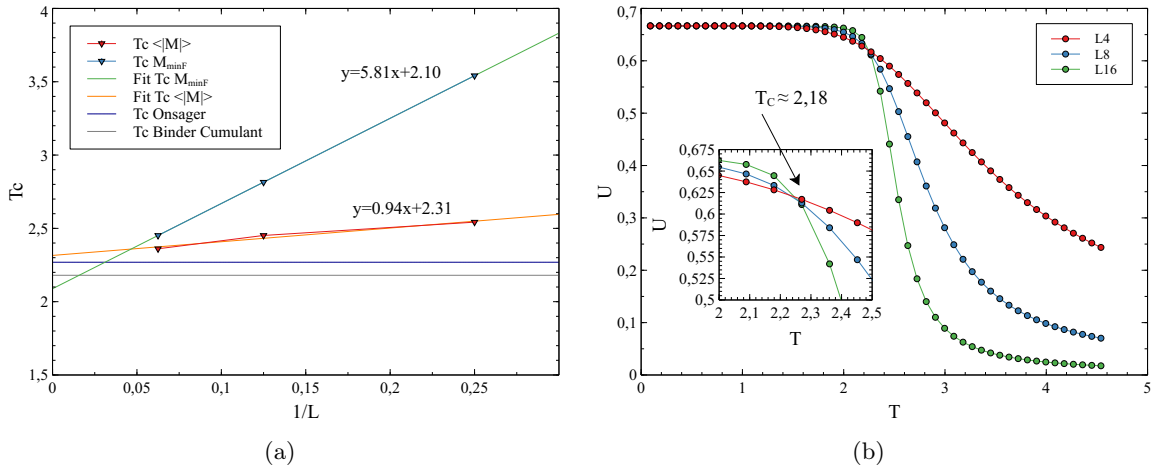 4
3,5
3
2,5
2
1,5
Tc
Tc <|M|>
Tc M_minF
Fit Tc M_minF
Fit Tc <|M|>
Tc Onsager
Tc Binder Cumulant
y=5.81x+2.10
y=0.94x+2.31
0 0,05 0,1 0,15 0,2 0,25
1/L
(a)
0,7
0,6
0,5
0,4
0,3
0,2
0,1
0
U
L4
L8
L16
T_C ≈ 2,18
0,675
0,65
0,625
0,6
0,575
0,55
0,525
0,5
U
2 2,1 2,2 2,3 2,4 2,5
T
0 1 2 3 4 5
T
(b)